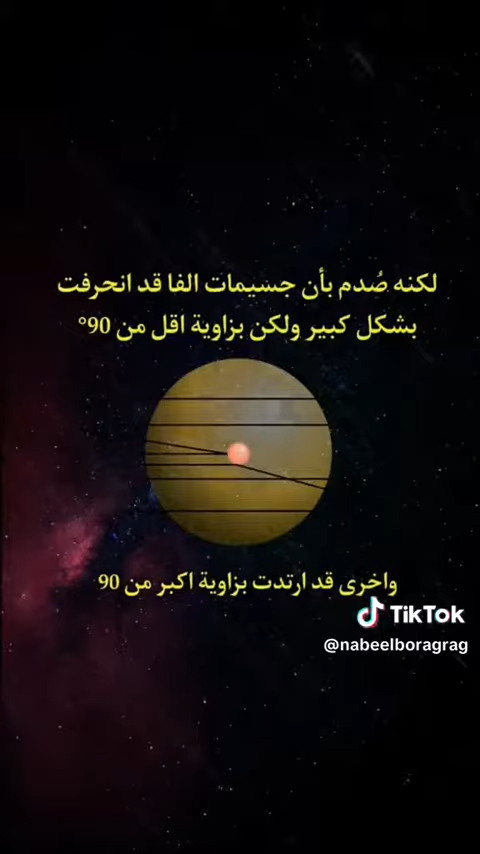 لكنه صُدم بأن جسيمات الفا قد انحرفت
بشكل كبير ولكن بزاوية اقل من 90°
واخرى قد ارتدت بزاوية اكبر من 90
TikTok
@nabeelboragrag